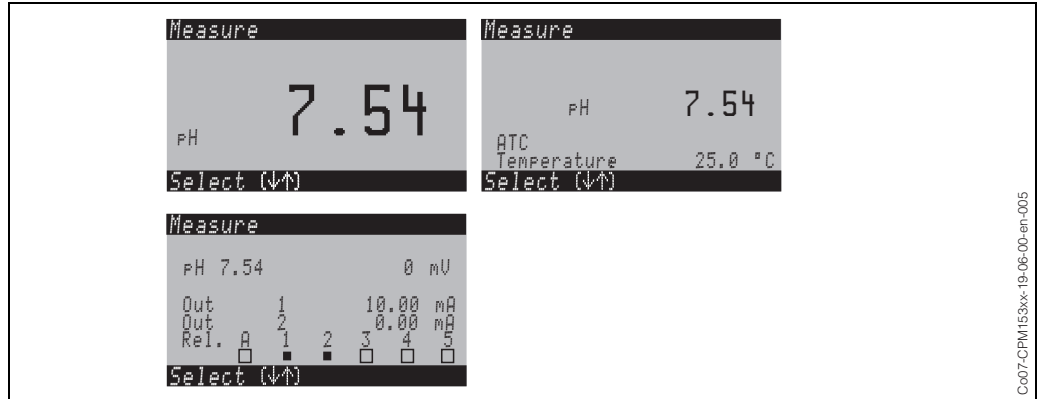 Measure
7.54
pH
Select (↓↑)
Measure
pH 7.54
ATC
Temperature 25.0 °C
Select (↓↑)
Measure
pH 7.54 0 mV
Out 1 10.00 mA
Out 2 0.00 mA
Rel. A 1 2 3 4 5
Select (↓↑)
Co07-CPM153xx-19-06-00-en-005